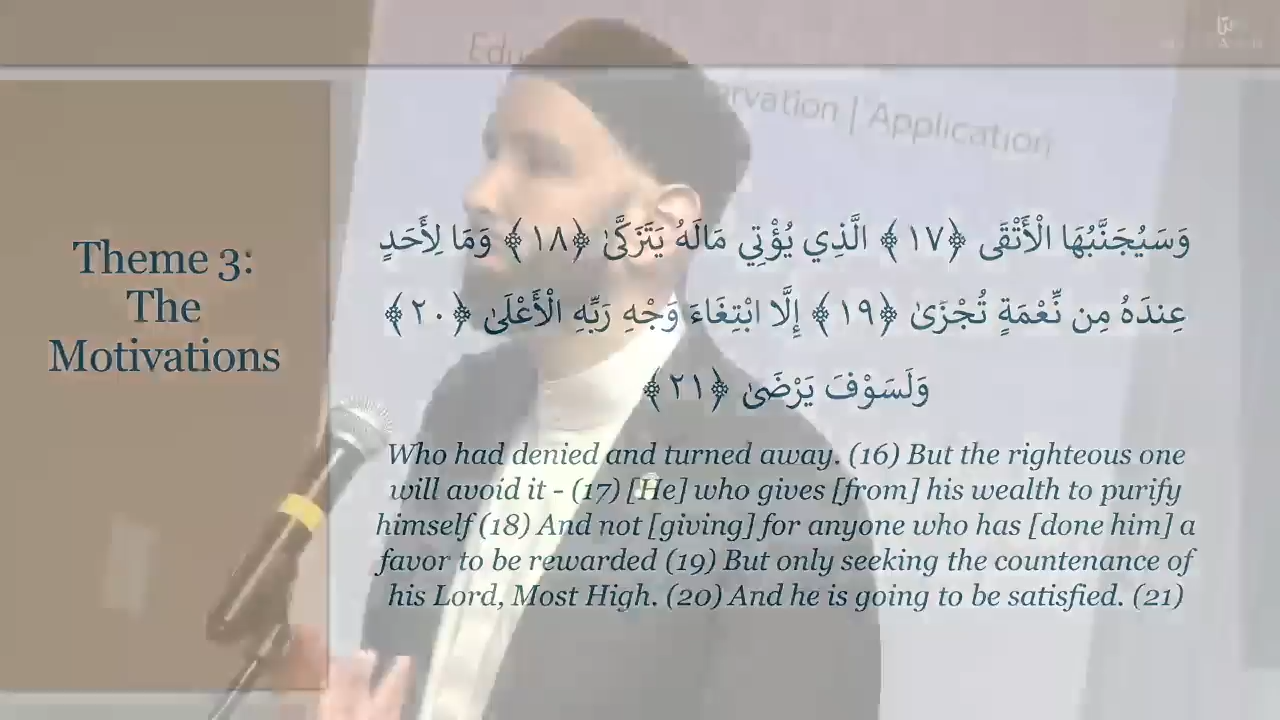 Edu
rvation | Application
Theme 3:
The
Motivations
وَسَيُجَنَّبُهَا الْأَتْقَى ﴿١٧﴾ الَّذِي يُؤْتِي مَالَهُ يَتَزَكَّىٰ ﴿١٨﴾ وَمَا لِأَحَدٍ
عِندَهُ مِن نِّعْمَةٍ تُجْزَىٰ ﴿١٩﴾ إِلَّا ابْتِغَاءَ وَجْهِ رَبِّهِ الْأَعْلَىٰ ﴿٢٠﴾
وَلَسَوْفَ يَرْضَىٰ ﴿٢١﴾
Who had denied and turned away. (16) But the righteous one
will avoid it - (17) [He] who gives [from] his wealth to purify
himself (18) And not [giving] for anyone who has [done him] a
favor to be rewarded (19) But only seeking the countenance of
his Lord, Most High. (20) And he is going to be satisfied. (21)